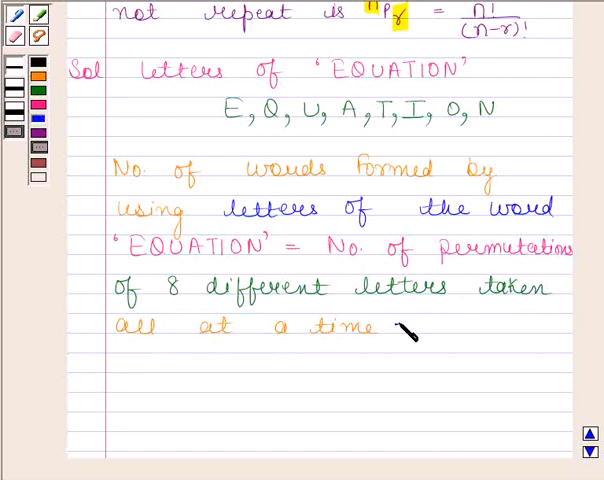 not repeat is ⁿPᵣ = n!/(n-r)!
Sol letters of 'EQUATION'
E, Q, U, A, T, I, O, N
No. of words formed by
using letters of the word
'EQUATION' = No. of permutations
of 8 different letters taken
all at a time